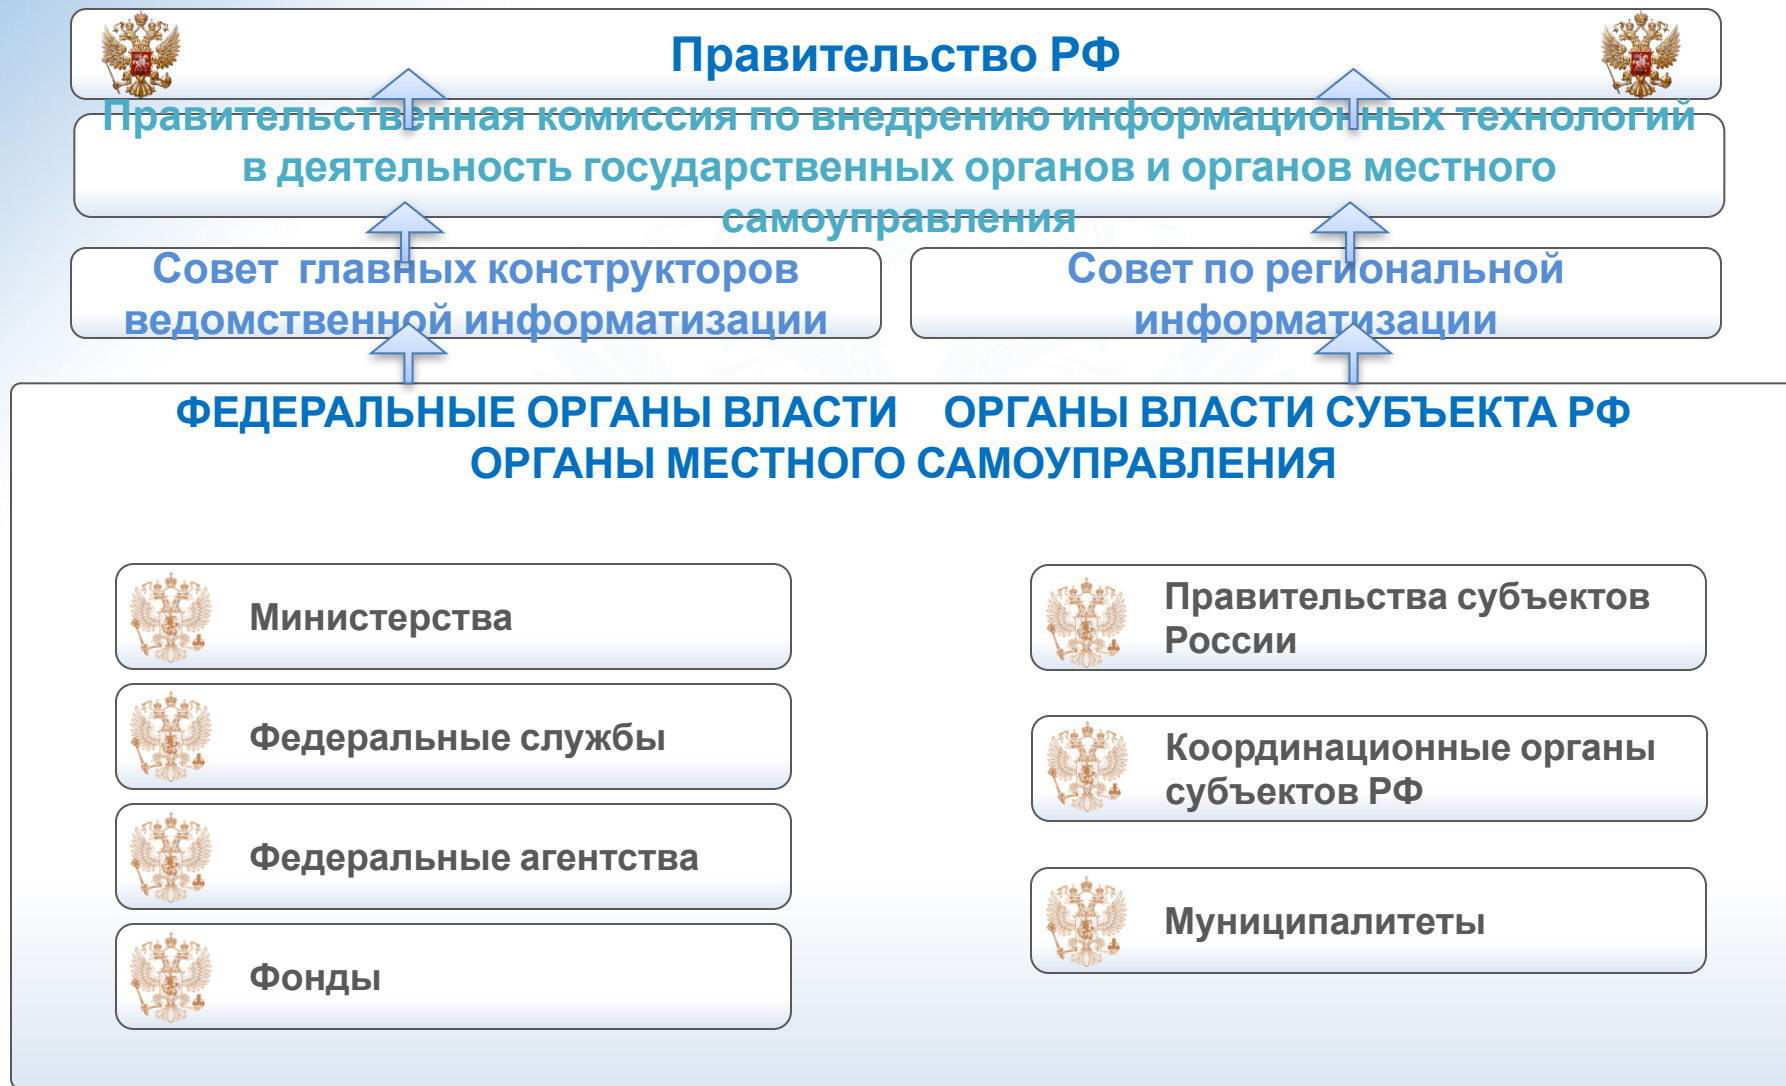 Правительство РФ
Правительственная комиссия по внедрению информационных технологий
в деятельность государственных органов и органов местного
самоуправления
Совет главных конструкторов
ведомственной информатизации
Совет по региональной
информатизации
ФЕДЕРАЛЬНЫЕ ОРГАНЫ ВЛАСТИ ОРГАНЫ ВЛАСТИ СУБЪЕКТА РФ
ОРГАНЫ МЕСТНОГО САМОУПРАВЛЕНИЯ
Министерства
Федеральные службы
Федеральные агентства
Фонды
Правительства субъектов
России
Координационные органы
субъектов РФ
Муниципалитеты